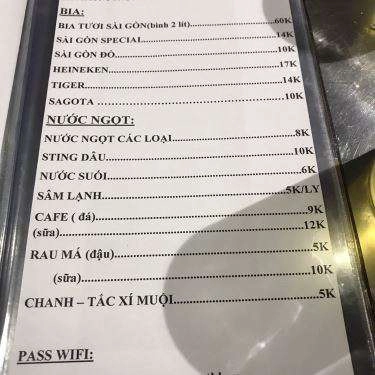 BIA:
BIA TƯƠI SÀI GÒN(bình 2 lít)..........60K
SÀI GÒN SPECIAL..........14K
SÀI GÒN ĐỎ..........10K
HEINEKEN..........17K
TIGER..........14K
SAGOTA ..........10K
NƯỚC NGỌT:
NƯỚC NGỌT CÁC LOẠI..........8K
STING DÂU..........10K
NƯỚC SUỐI..........6K
SÂM LẠNH..........5K/LY
CAFE ( đá)..........9K
(sữa)..........12K
RAU MÁ (đậu)..........5K
(sữa)..........10K
CHANH – TẮC XÍ MUỘI..........5K
PASS WIFI: